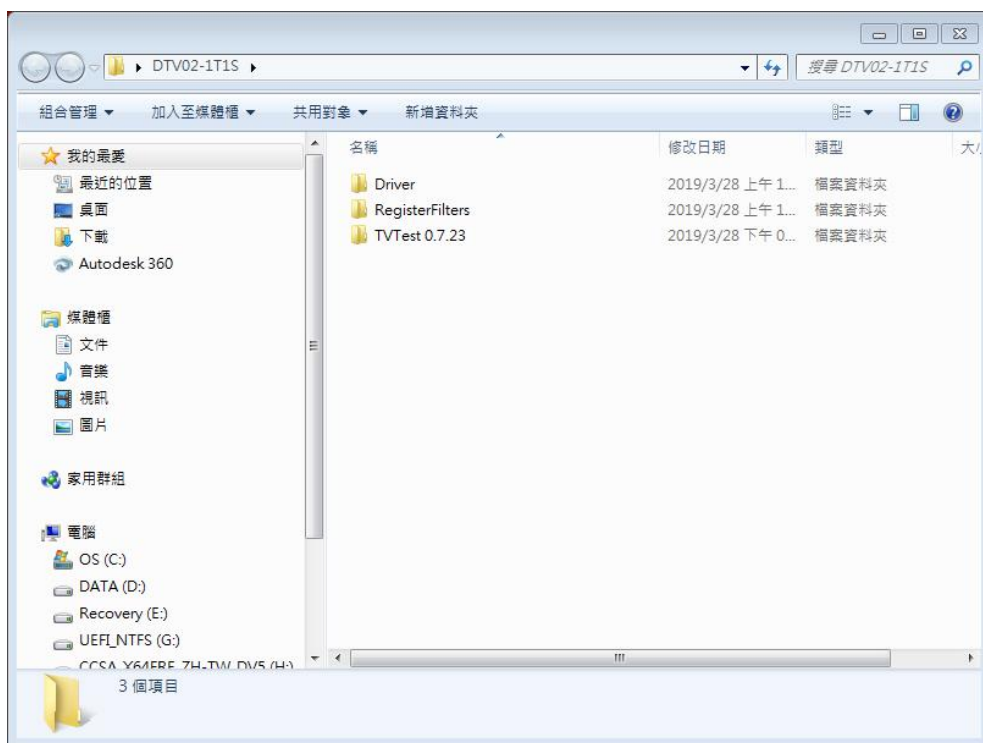 DTV02-1T1S
搜尋 DTV02-1T1S
組合管理 加入至媒體櫃 共用對象 新增資料夾
名稱 修改日期 類型 大小
我的最愛
最近的位置
桌面
下載
Autodesk 360
媒體櫃
文件
音樂
視訊
圖片
家用群組
電腦
OS (C:)
DATA (D:)
Recovery (E:)
UEFI_NTFS (G:)
CCSA_X64FRE_ZH-TW_DV5 (H:)
Driver 2019/3/28 上午 1... 檔案資料夾
RegisterFilters 2019/3/28 上午 1... 檔案資料夾
TVTest 0.7.23 2019/3/28 下午 0... 檔案資料夾
3 個項目